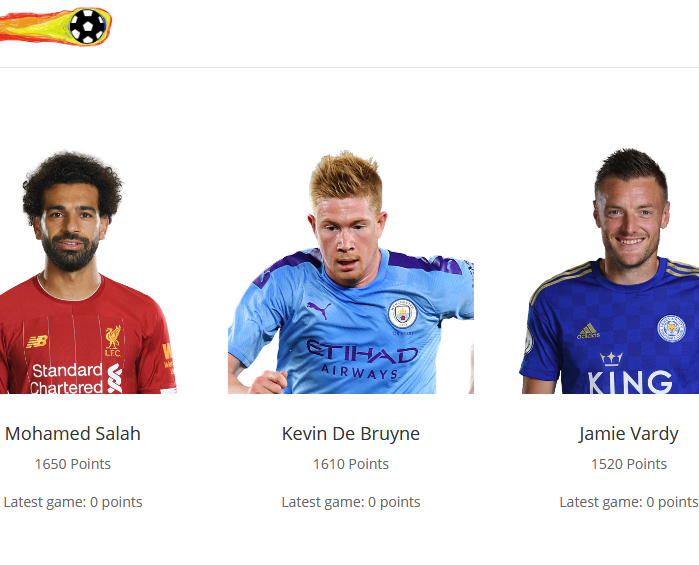 L.F.C.
Standard
Chartered
ETIHAD
AIRWAYS
adidas
KING
Mohamed Salah
Kevin De Bruyne
Jamie Vardy
1650 Points
1610 Points
1520 Points
Latest game: 0 points
Latest game: 0 points
Latest game: 0 points